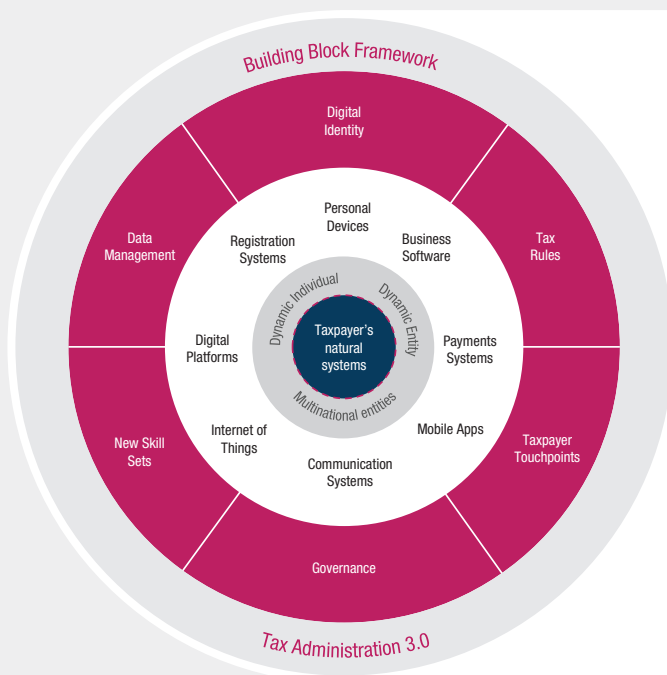 Building Block Framework
Digital
Identity
Data
Management
Tax
Rules
Personal
Devices
Registration
Systems
Business
Software
Dynamic Individual
Dynamic Entity
Taxpayer's
natural
systems
Digital
Platforms
Payments
Systems
Multinational entities
Internet of
Things
Mobile Apps
Communication
Systems
New Skill
Sets
Taxpayer
Touchpoints
Governance
Tax Administration 3.0